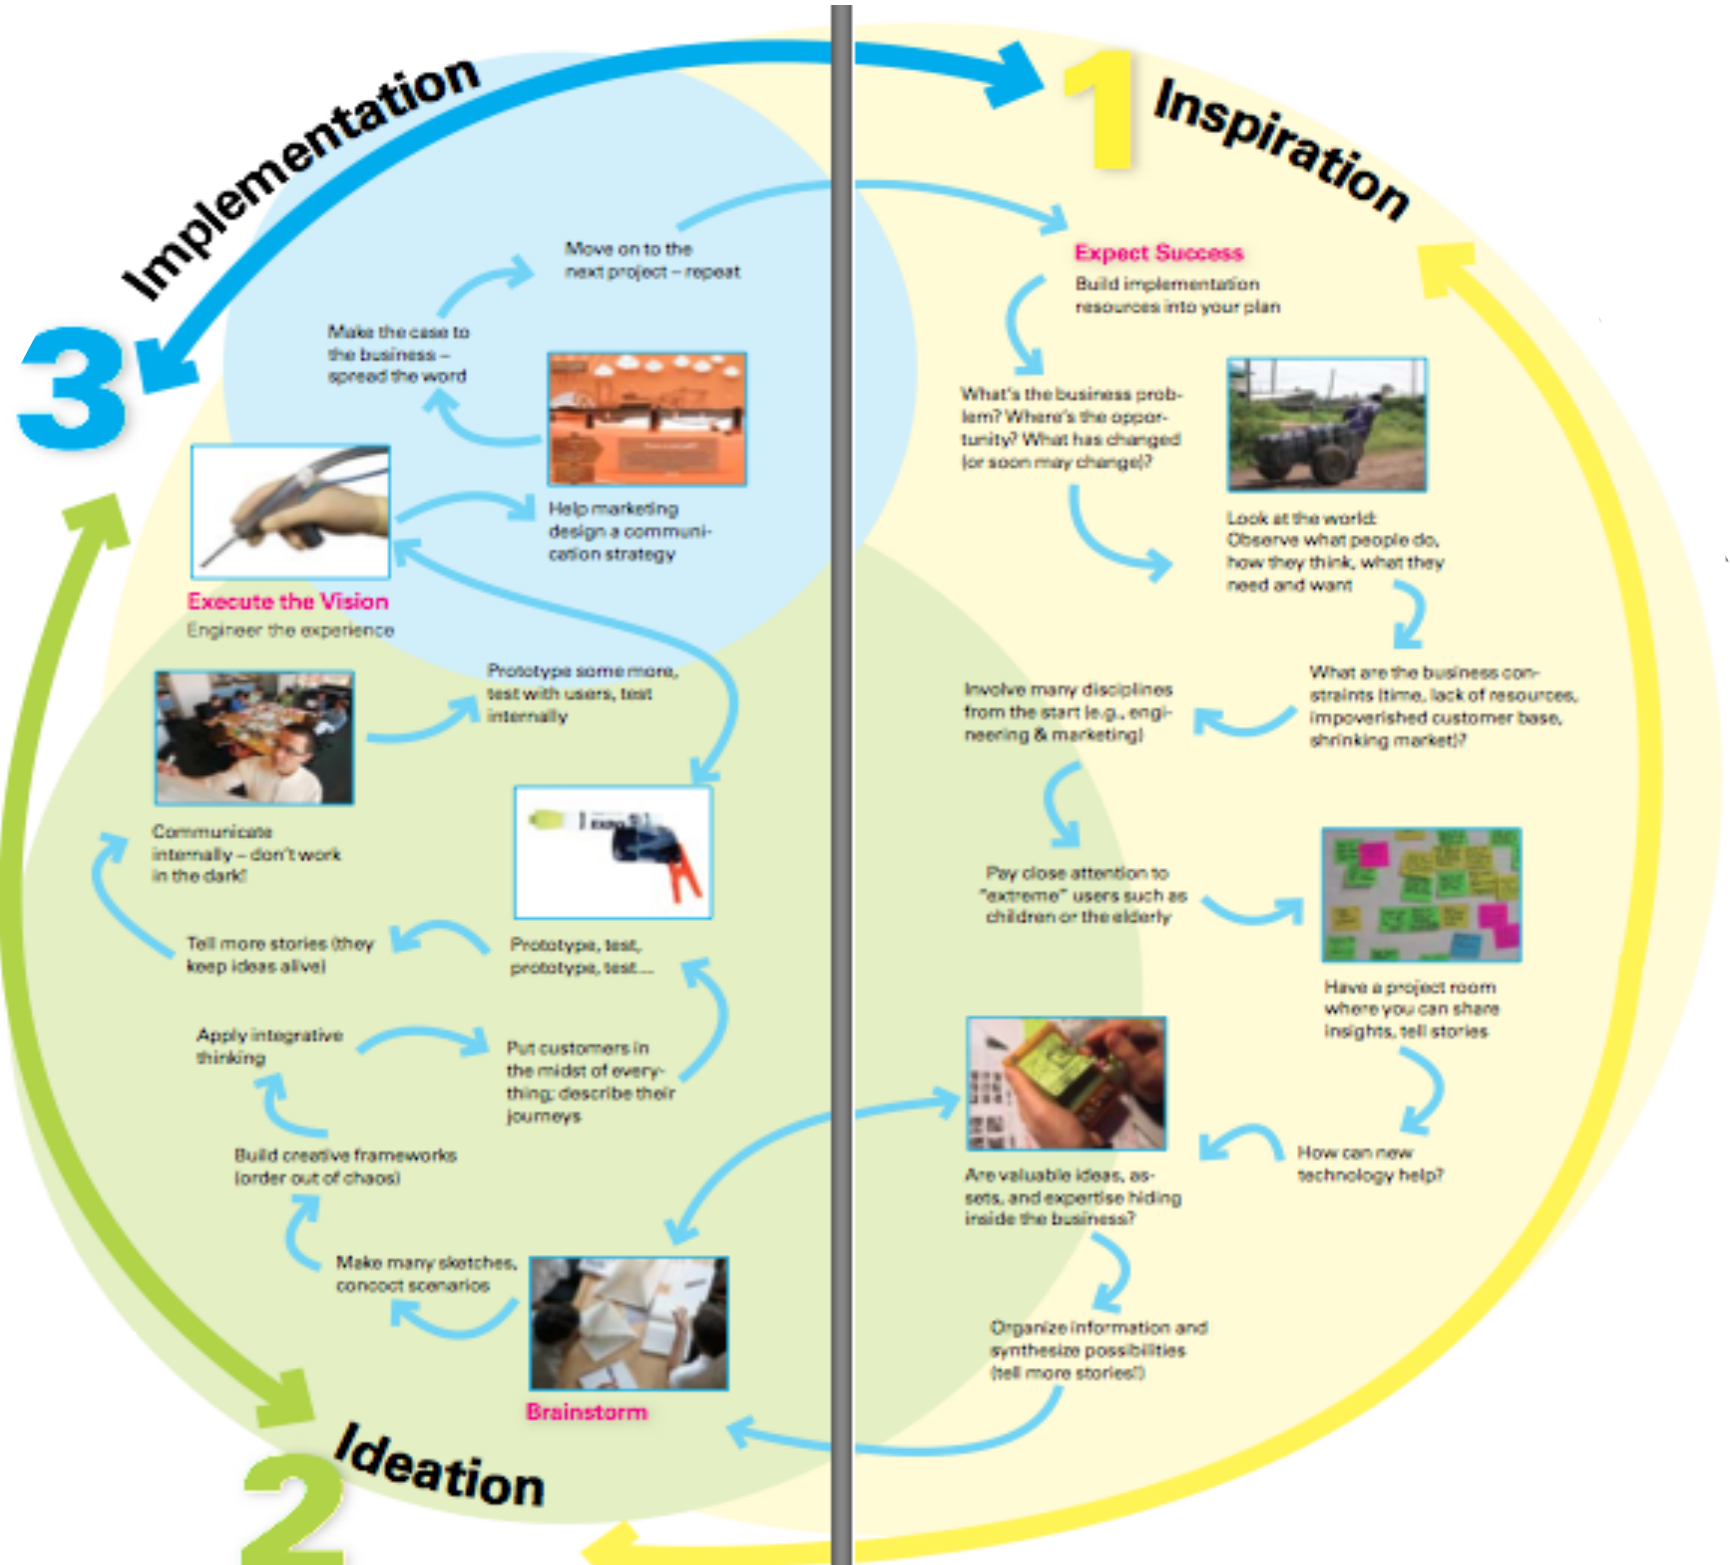 1
Inspiration
Expect Success
Build implementation
resources into your plan
What's the business prob-
lem? Where's the oppor-
tunity? What has changed
(or soon may change)?
Look at the world:
Observe what people do,
how they think, what they
need and want
What are the business con-
straints (time, lack of resources,
impoverished customer base,
shrinking market)?
Involve many disciplines
from the start (e.g., engi-
neering & marketing)
Pay close attention to
"extreme" users such as
children or the elderly
Have a project room
where you can share
insights, tell stories
How can new
technology help?
Are valuable ideas, as-
sets, and expertise hiding
inside the business?
Organize information and
synthesize possibilities
(tell more stories!)
2
Ideation
Brainstorm
Make many sketches,
concoct scenarios
Build creative frameworks
(order out of chaos)
Apply integrative
thinking
Put customers in
the midst of every-
thing; describe their
journeys
Prototype, test,
prototype, test....
Tell more stories (they
keep ideas alive)
Communicate
internally – don't work
in the dark!
Prototype some more,
test with users, test
internally
3
Implementation
Execute the Vision
Engineer the experience
Help marketing
design a communi-
cation strategy
Make the case to
the business –
spread the word
Move on to the
next project – repeat